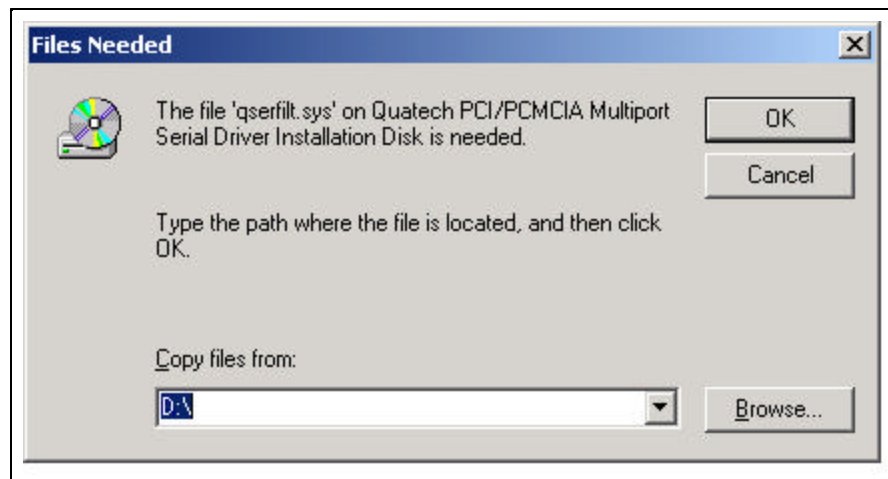 Files Needed
The file 'qserfilt.sys' on Quatech PCI/PCMCIA Multiport
Serial Driver Installation Disk is needed.
OK
Cancel
Type the path where the file is located, and then click
OK.
Copy files from:
D:\
Browse...